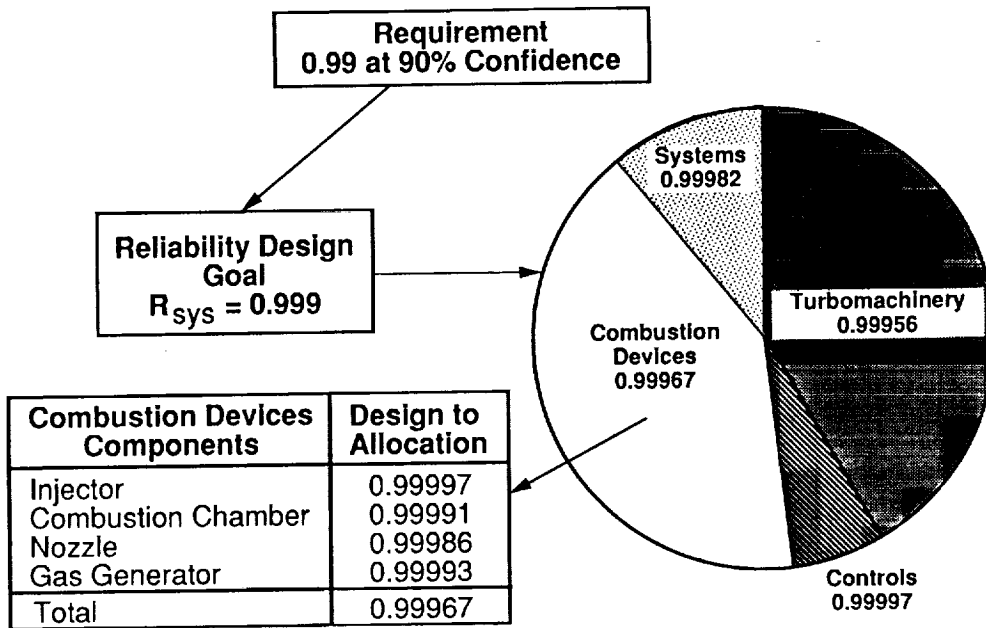 Requirement
0.99 at 90% Confidence
Reliability Design
Goal
Rsys = 0.999
Systems
0.99982
Turbomachinery
0.99956
Combustion
Devices
0.99967
Controls
0.99997
Combustion Devices Components
Design to Allocation
Injector 0.99997
Combustion Chamber 0.99991
Nozzle 0.99986
Gas Generator 0.99993
Total 0.99967